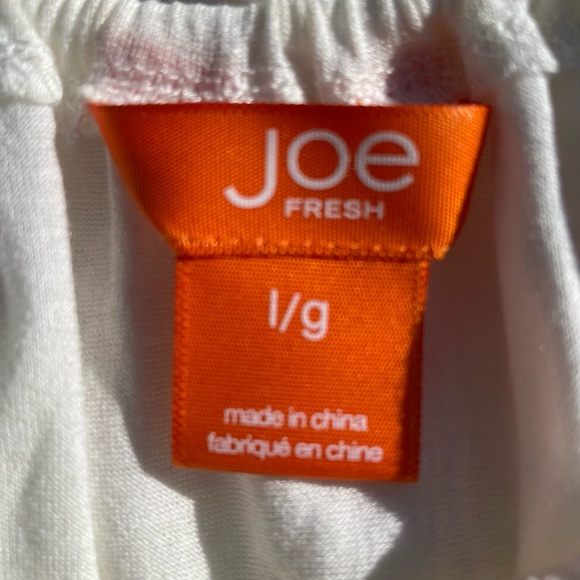 Joe
FRESH
l/g
made in china
fabriqué en chine